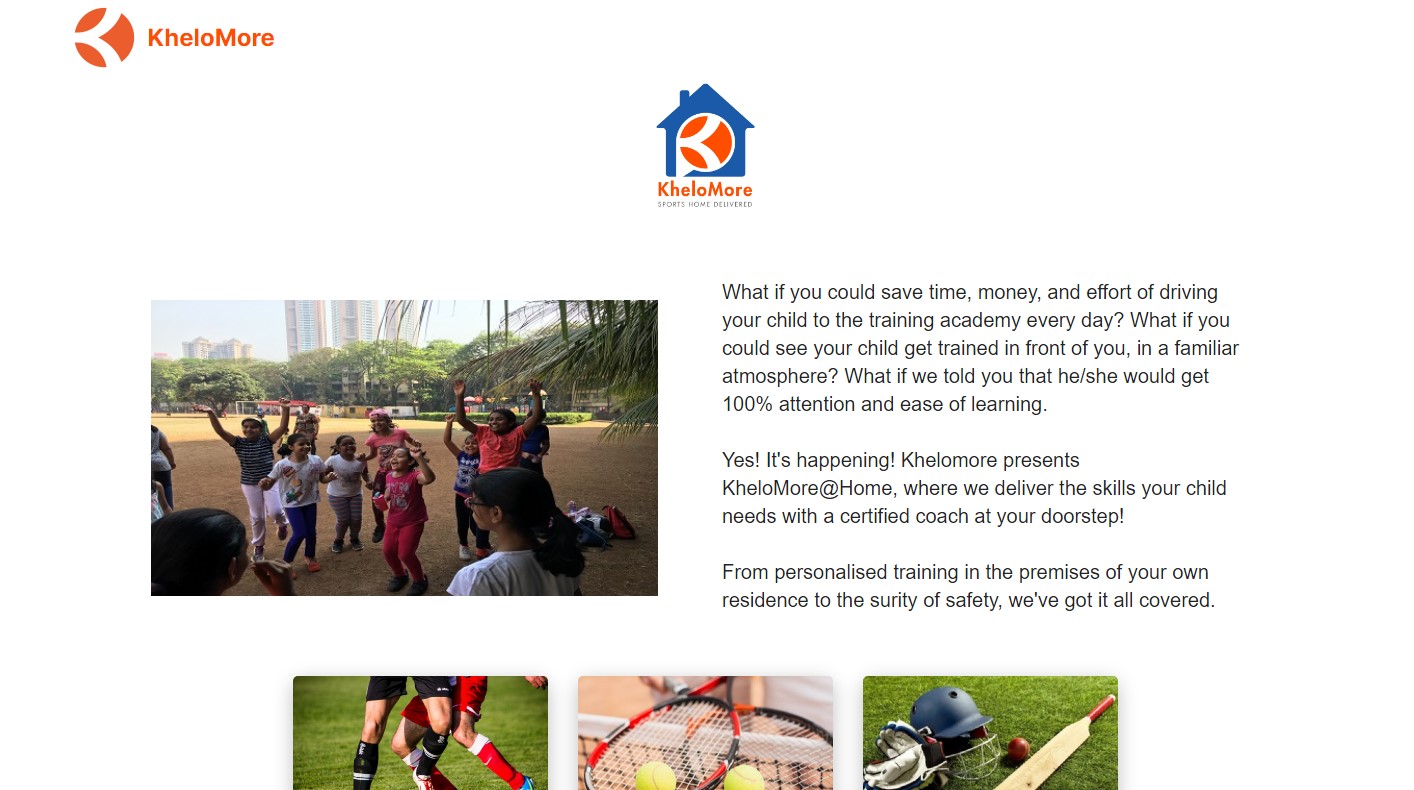 KheloMore
KheloMore
SPORTS HOME DELIVERED
What if you could save time, money, and effort of driving
your child to the training academy every day? What if you
could see your child get trained in front of you, in a familiar
atmosphere? What if we told you that he/she would get
100% attention and ease of learning.
Yes! It's happening! Khelomore presents
KheloMore@Home, where we deliver the skills your child
needs with a certified coach at your doorstep!
From personalised training in the premises of your own
residence to the surity of safety, we've got it all covered.